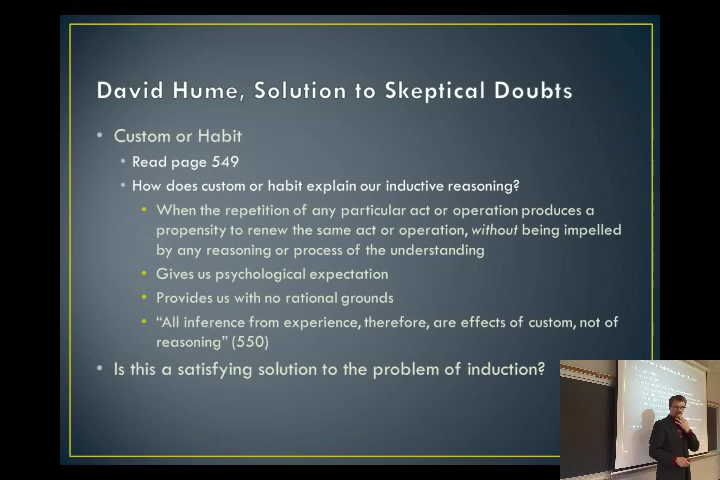 David Hume, Solution to Skeptical Doubts
• Custom or Habit
• Read page 549
• How does custom or habit explain our inductive reasoning?
• When the repetition of any particular act or operation produces a
propensity to renew the same act or operation, without being impelled
by any reasoning or process of the understanding
• Gives us psychological expectation
• Provides us with no rational grounds
• “All inference from experience, therefore, are effects of custom, not of
reasoning” (550)
• Is this a satisfying solution to the problem of induction?